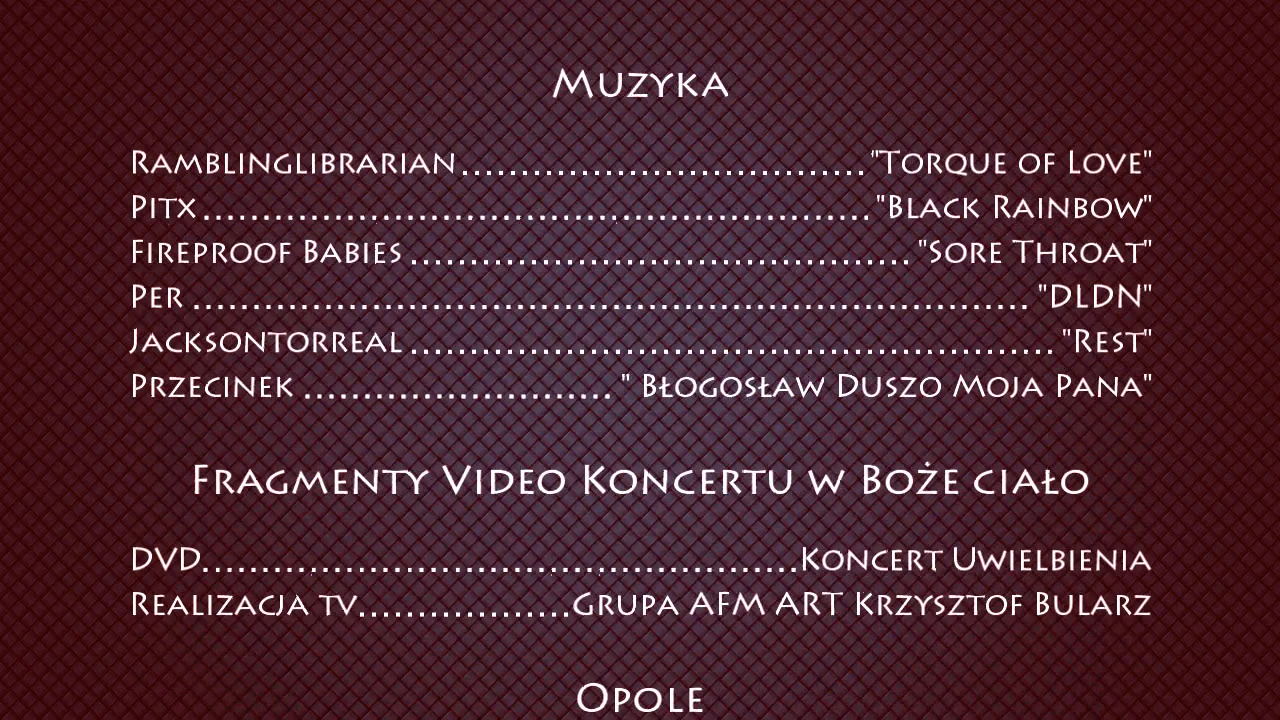 Muzyka
Ramblinglibrarian.................................."Torque of Love"
Pitx........................................................"Black Rainbow"
Fireproof Babies .......................................... "Sore Throat"
Per ...................................................................... "DLDN"
Jacksontorreal ...................................................... "Rest"
Przecinek .......................... " Błogosław Duszo Moja Pana"
Fragmenty Video Koncertu w Boże ciało
DVD..................................................Koncert Uwielbienia
Realizacja tv..................Grupa AFM ART Krzysztof Bularz
Opole